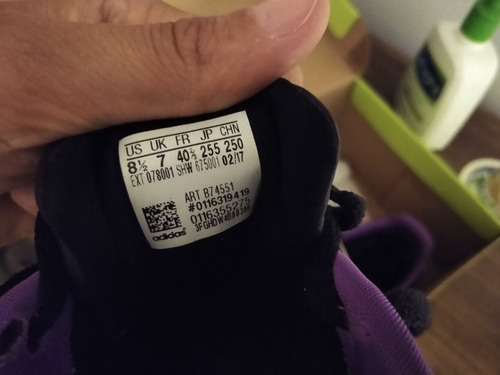 US UK FR JP CHN
8½ 7 40⅔ 255 250
EXT 078001 SHW 675001 02/17
ART B74551
#0116319419
0116355275
adidas